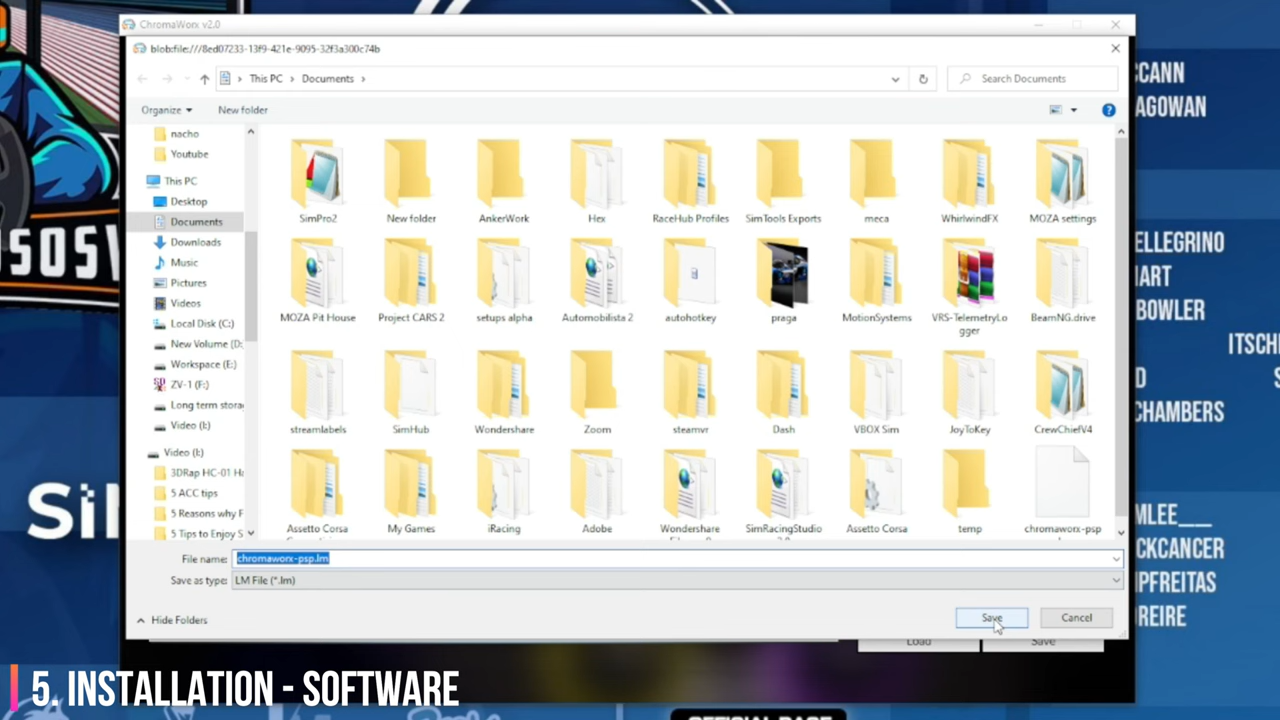 ChromaWorx v2.0
blob:file:///8ed07233-13f9-421e-9095-32f3a300c74b
This PC > Documents >
Search Documents
Organize
New folder
nacho
Youtube
This PC
Desktop
Documents
Downloads
Music
Pictures
Videos
Local Disk (C:)
New Volume (D:
Workspace (E:)
ZV-1 (F:)
Long term stora
Video (I:)
Video (I:)
3DRap HC-01 Ha
5 ACC tips
5 Reasons why F
5 Tips to Enjoy S
SimPro2
New folder
AnkerWork
Hex
RaceHub Profiles
SimTools Exports
meca
WhirlwindFX
MOZA settings
MOZA Pit House
Project CARS 2
setups alpha
Automobilista 2
autohotkey
praga
MotionSystems
VRS-TelemetryLo
gger
BeamNG.drive
streamlabels
SimHub
Wondershare
Zoom
steamvr
Dash
VBOX Sim
JoyToKey
CrewChiefV4
Assetto Corsa
My Games
iRacing
Adobe
Wondershare
SimRacingStudio
Assetto Corsa
temp
chromaworx-psp
File name:
chromaworx-psp.lm
Save as type:
LM File (*.lm)
Hide Folders
Save
Cancel
Load
Save
CCANN
AGOWAN
ELLEGRINO
ART
BOWLER
ITSCH
D
S
CHAMBERS
MLEE__
CKCANCER
PFREITAS
REIRE
SOSV
Si
5. INSTALLATION - SOFTWARE